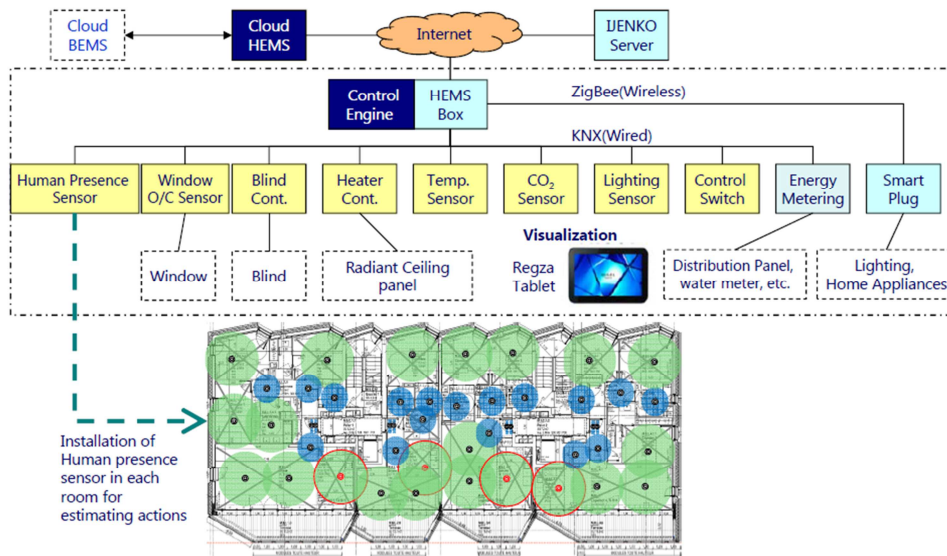 Cloud
BEMS
Cloud
HEMS
Internet
IJENKO
Server
Control
Engine
HEMS
Box
ZigBee(Wireless)
KNX(Wired)
Human Presence
Sensor
Window
O/C Sensor
Blind
Cont.
Heater
Cont.
Temp.
Sensor
CO₂
Sensor
Lighting
Sensor
Control
Switch
Energy
Metering
Smart
Plug
Window
Blind
Radiant Ceiling
panel
Visualization
Regza
Tablet
Distribution Panel,
water meter, etc.
Lighting,
Home Appliances
Installation of
Human presence
sensor in each
room for
estimating actions